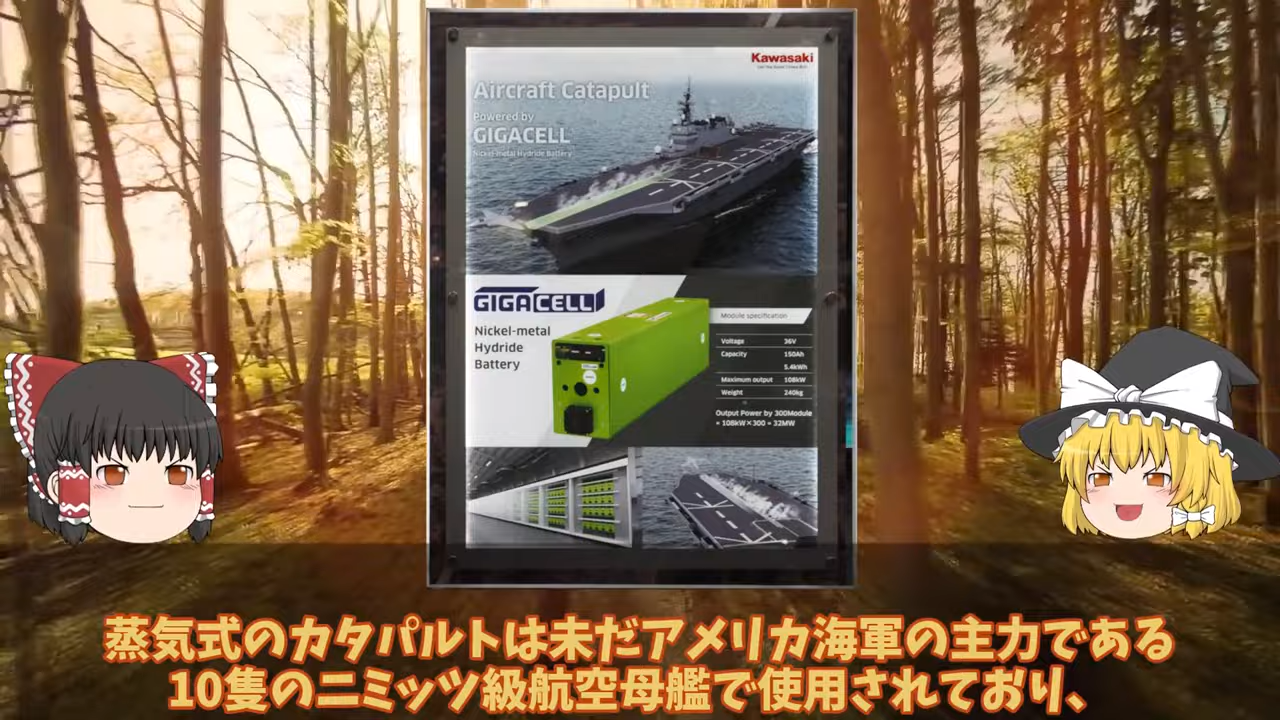 Kawasaki
Aircraft Catapult
Powered by
GIGACELL
Nickel-metal Hydride Battery
GIGACELL
Nickel-metal
Hydride
Battery
Module specification
Voltage 36V
Capacity 150Ah
5.4kWh
Maximum output 108kW
Weight 240kg
Output Power by 300Module
= 108kW×300 = 32MW
蒸気式のカタパルトは未だアメリカ海軍の主力である
10隻のニミッツ級航空母艦で使用されており、